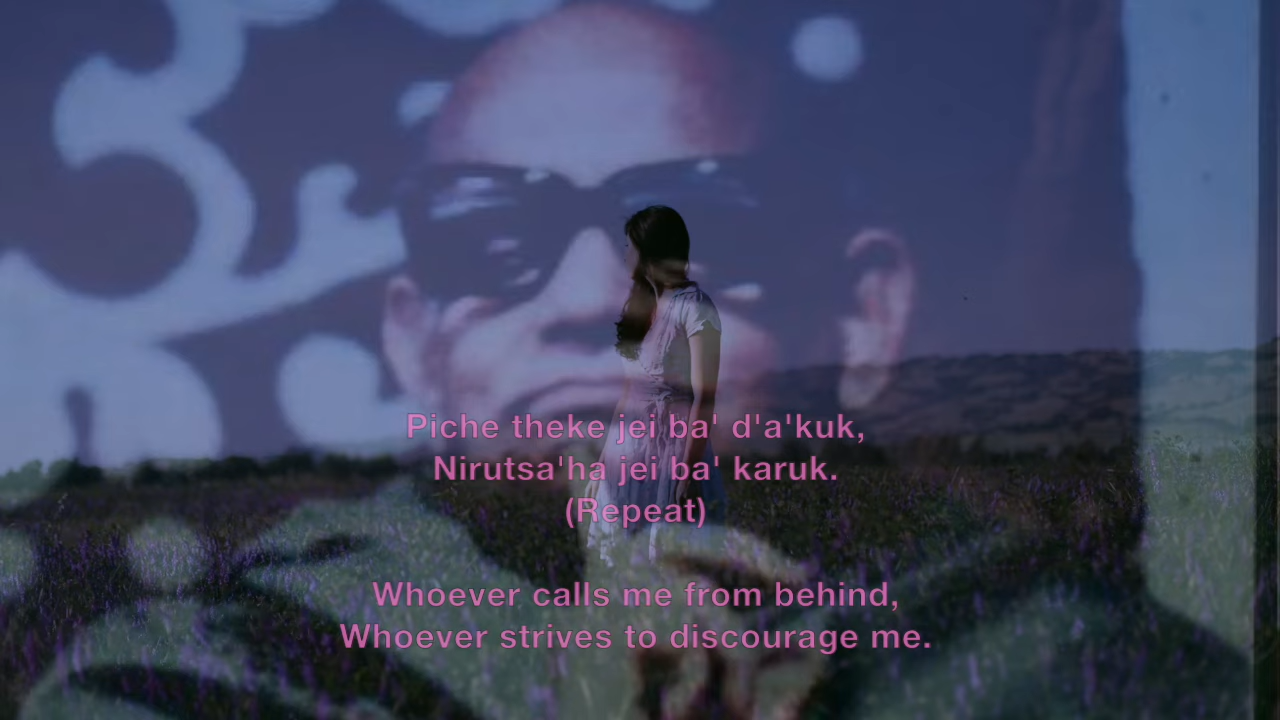 Piche theke jei ba' d'a'kuk,
Nirutsa'ha jei ba' karuk.
(Repeat)
Whoever calls me from behind,
Whoever strives to discourage me.